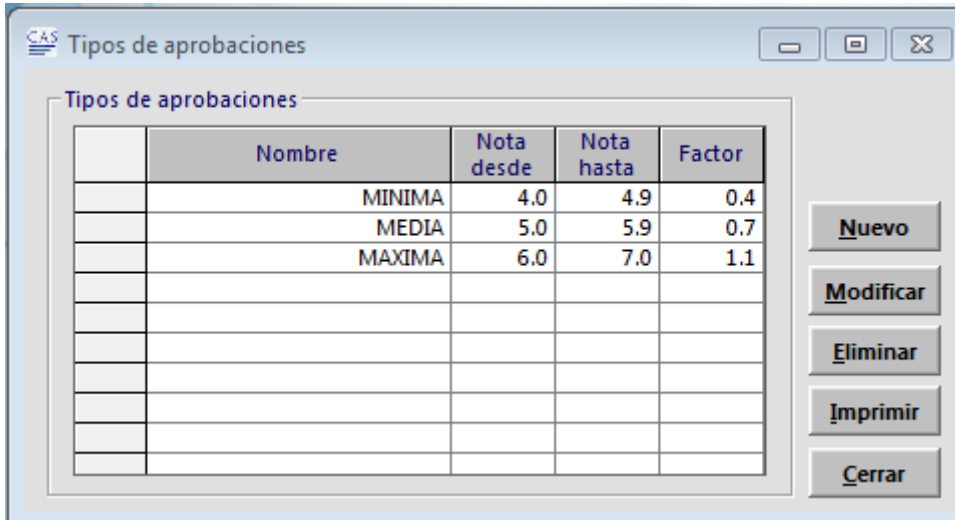 CAS Tipos de aprobaciones
Tipos de aprobaciones
Nombre Nota desde Nota hasta Factor
MINIMA 4.0 4.9 0.4
MEDIA 5.0 5.9 0.7
MAXIMA 6.0 7.0 1.1
Nuevo
Modificar
Eliminar
Imprimir
Cerrar